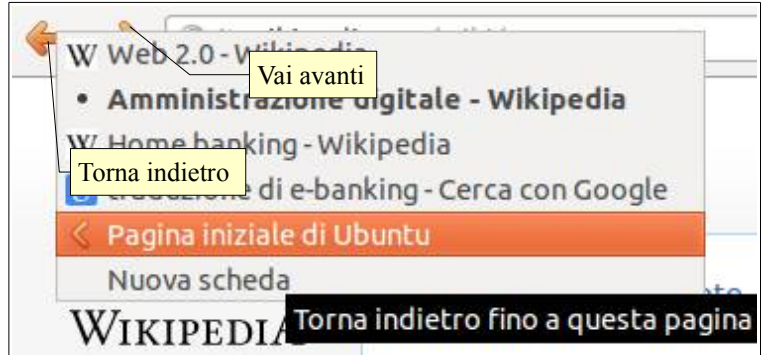 Web 2.0 - Wikipedia
Vai avanti
• Amministrazione digitale - Wikipedia
Home banking - Wikipedia
Torna indietro
di e-banking - Cerca con Google
Pagina iniziale di Ubuntu
Nuova scheda
WIKIPEDIA
Torna indietro fino a questa pagina